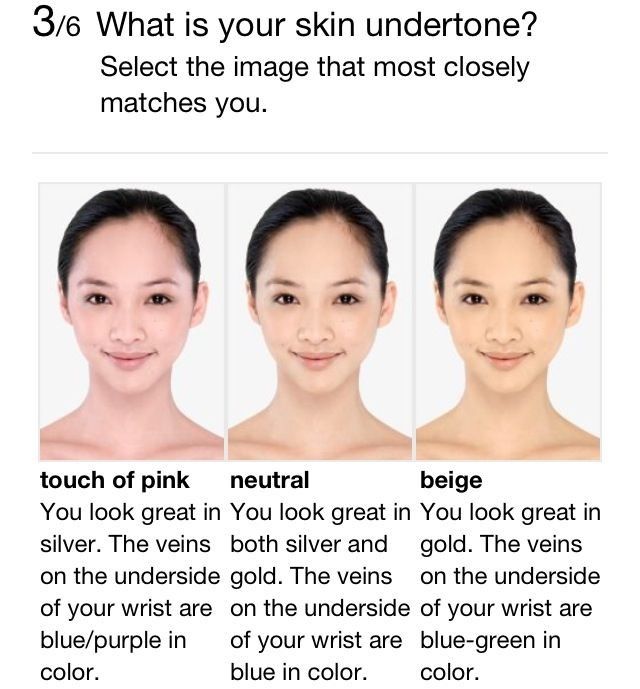 3/6 What is your skin undertone?
Select the image that most closely
matches you.
touch of pink
You look great in
silver. The veins
on the underside
of your wrist are
blue/purple in
color.
neutral
You look great in
both silver and
gold. The veins
on the underside
of your wrist are
blue in color.
beige
You look great in
gold. The veins
on the underside
of your wrist are
blue-green in
color.